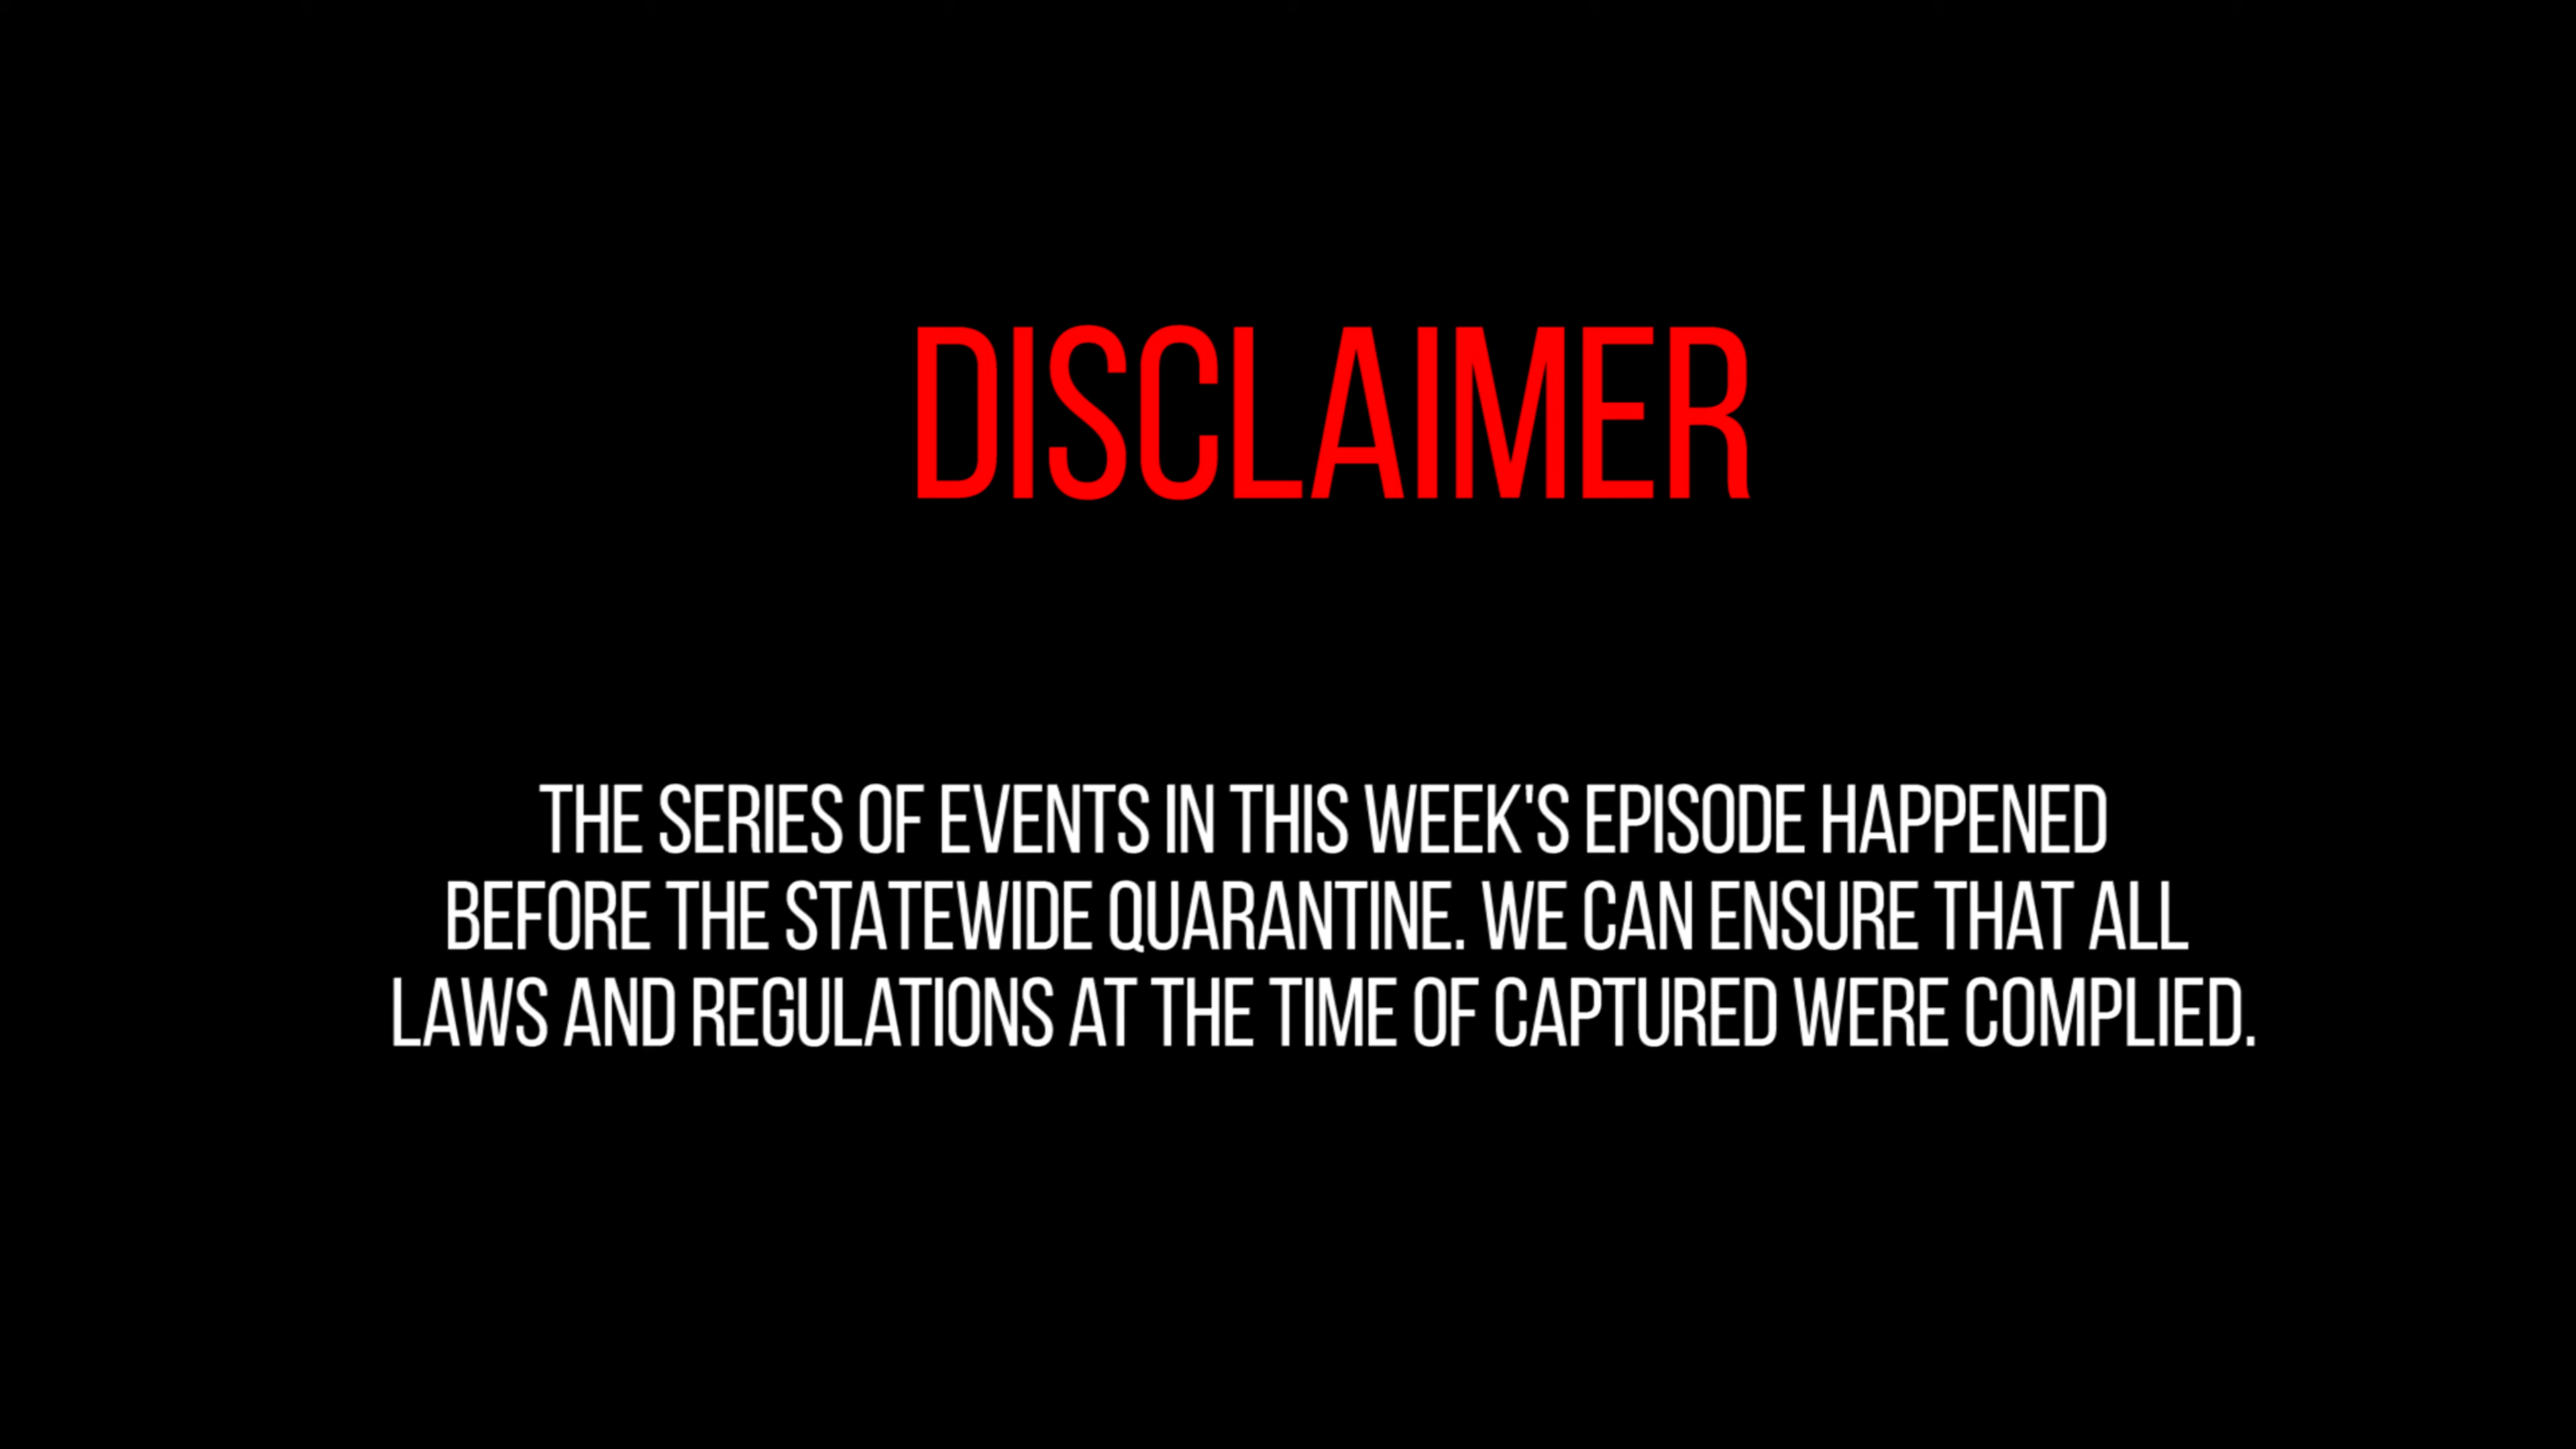 DISCLAIMER
THE SERIES OF EVENTS IN THIS WEEK'S EPISODE HAPPENED
BEFORE THE STATEWIDE QUARANTINE. WE CAN ENSURE THAT ALL
LAWS AND REGULATIONS AT THE TIME OF CAPTURED WERE COMPLIED.